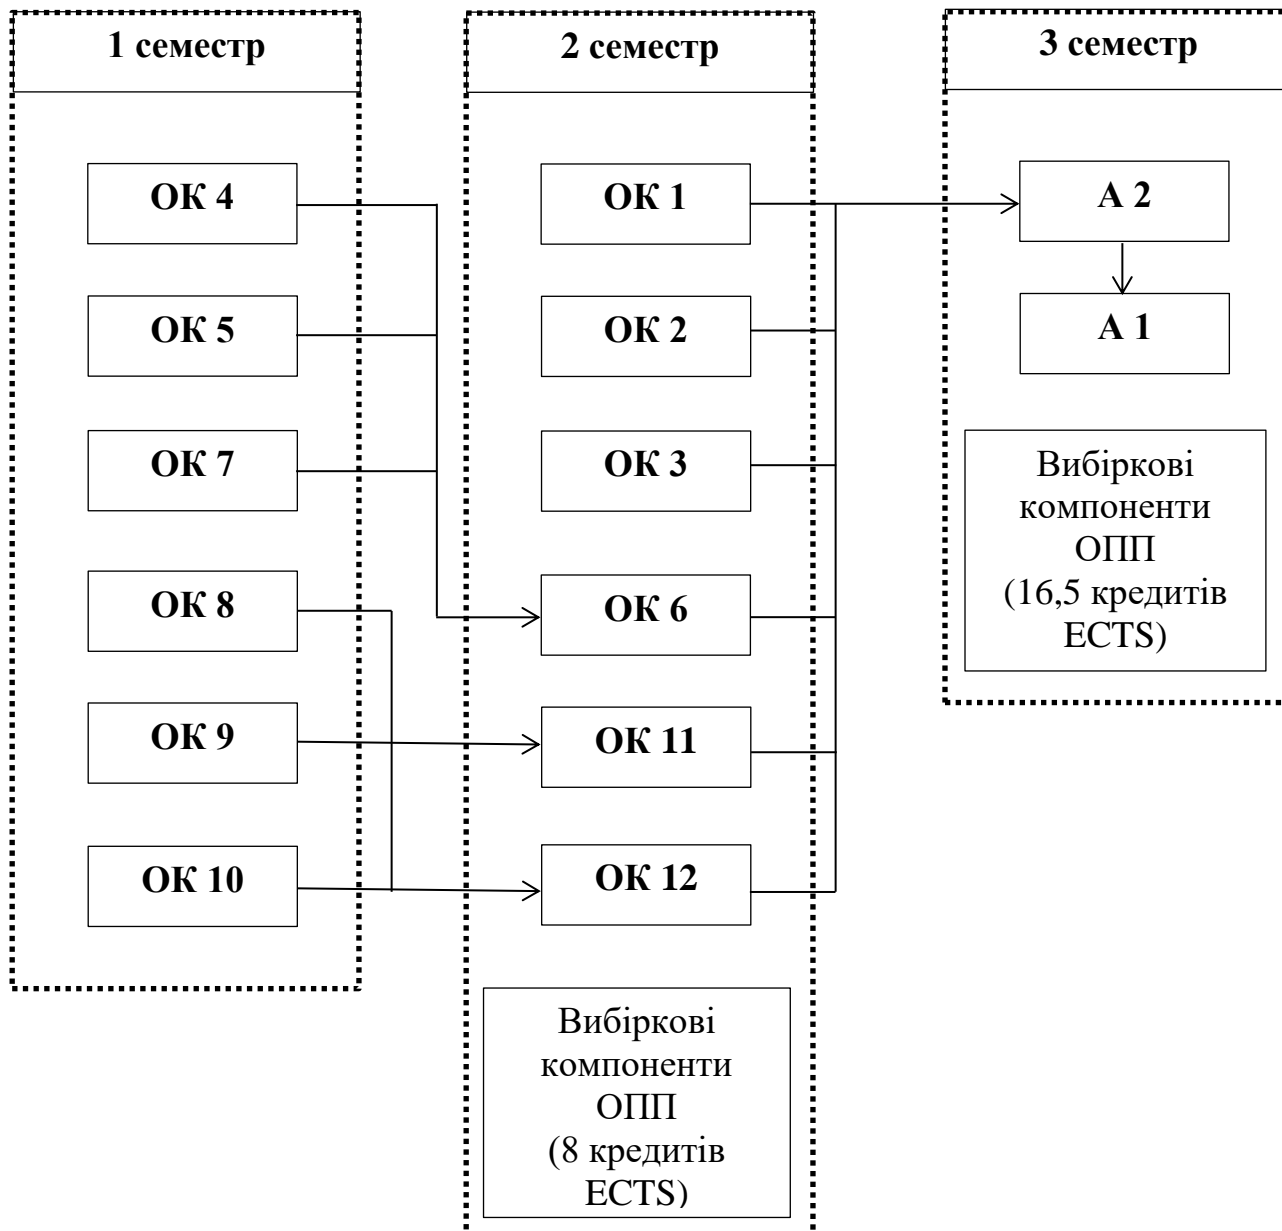 1 семестр
ОК 4
ОК 5
ОК 7
ОК 8
ОК 9
ОК 10
2 семестр
ОК 1
ОК 2
ОК 3
ОК 6
ОК 11
ОК 12
Вибіркові
компоненти
ОПП
(8 кредитів
ECTS)
3 семестр
А 2
А 1
Вибіркові
компоненти
ОПП
(16,5 кредитів
ECTS)